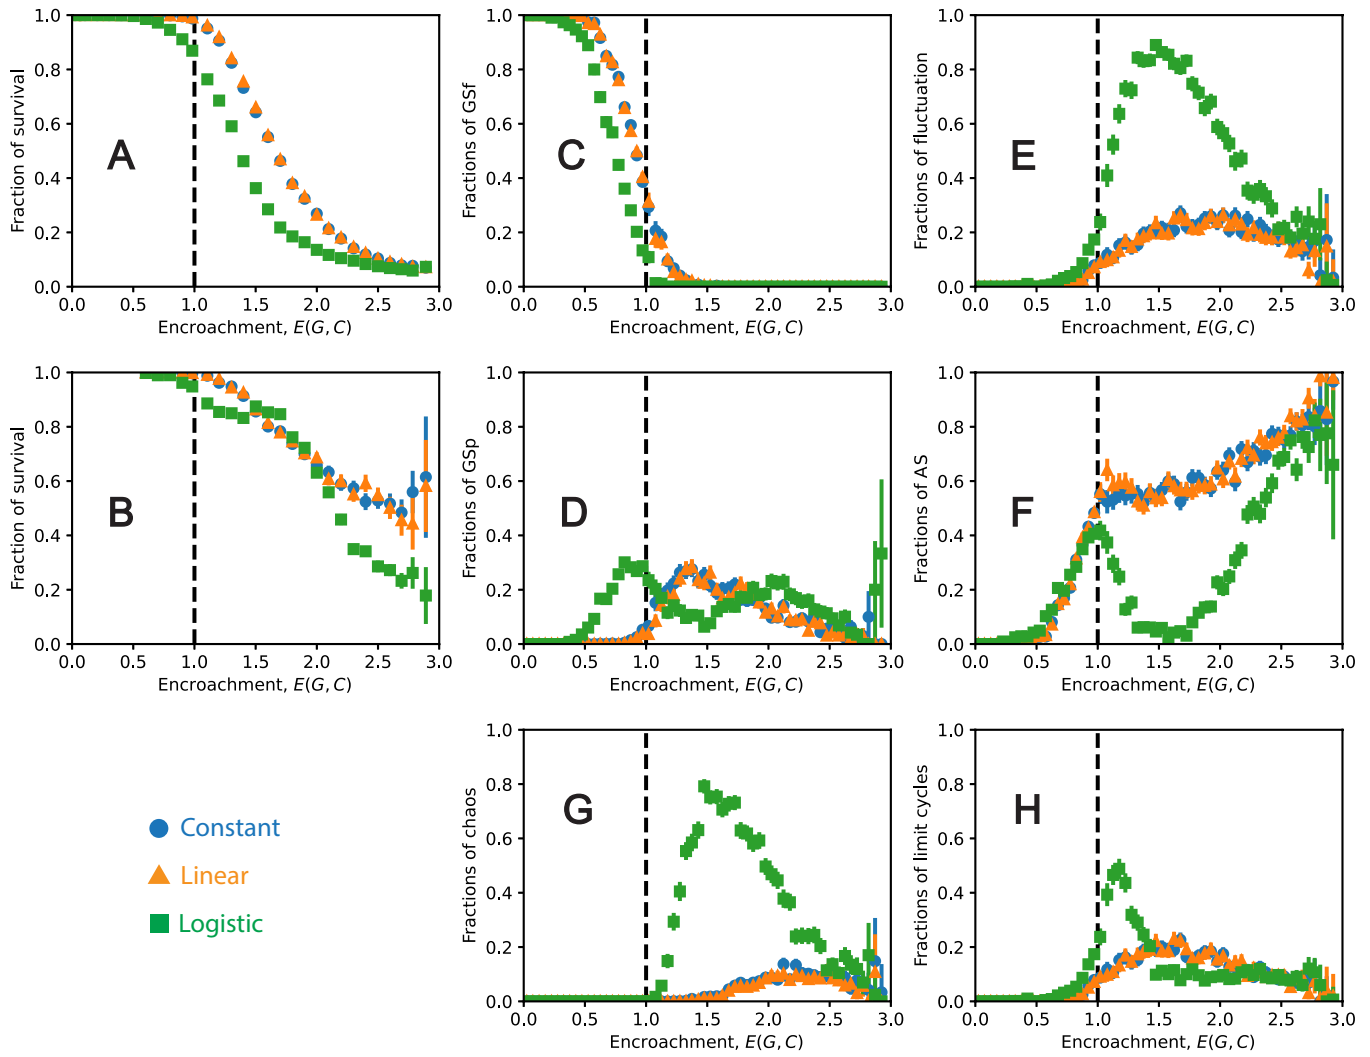 Fraction of survival
1.0
0.8
0.6
0.4
0.2
0.0
A
0.0 0.5 1.0 1.5 2.0 2.5 3.0
Encroachment, E(G, C)
Fractions of GSf
1.0
0.8
0.6
0.4
0.2
0.0
C
0.0 0.5 1.0 1.5 2.0 2.5 3.0
Encroachment, E(G, C)
Fractions of fluctuation
1.0
0.8
0.6
0.4
0.2
0.0
E
0.0 0.5 1.0 1.5 2.0 2.5 3.0
Encroachment, E(G, C)
Fraction of survival
1.0
0.8
0.6
0.4
0.2
0.0
B
0.0 0.5 1.0 1.5 2.0 2.5 3.0
Encroachment, E(G, C)
Fractions of GSp
1.0
0.8
0.6
0.4
0.2
0.0
D
0.0 0.5 1.0 1.5 2.0 2.5 3.0
Encroachment, E(G, C)
Fractions of AS
1.0
0.8
0.6
0.4
0.2
0.0
F
0.0 0.5 1.0 1.5 2.0 2.5 3.0
Encroachment, E(G, C)
Constant
Linear
Logistic
Fractions of chaos
1.0
0.8
0.6
0.4
0.2
0.0
G
0.0 0.5 1.0 1.5 2.0 2.5 3.0
Encroachment, E(G, C)
Fractions of limit cycles
1.0
0.8
0.6
0.4
0.2
0.0
H
0.0 0.5 1.0 1.5 2.0 2.5 3.0
Encroachment, E(G, C)